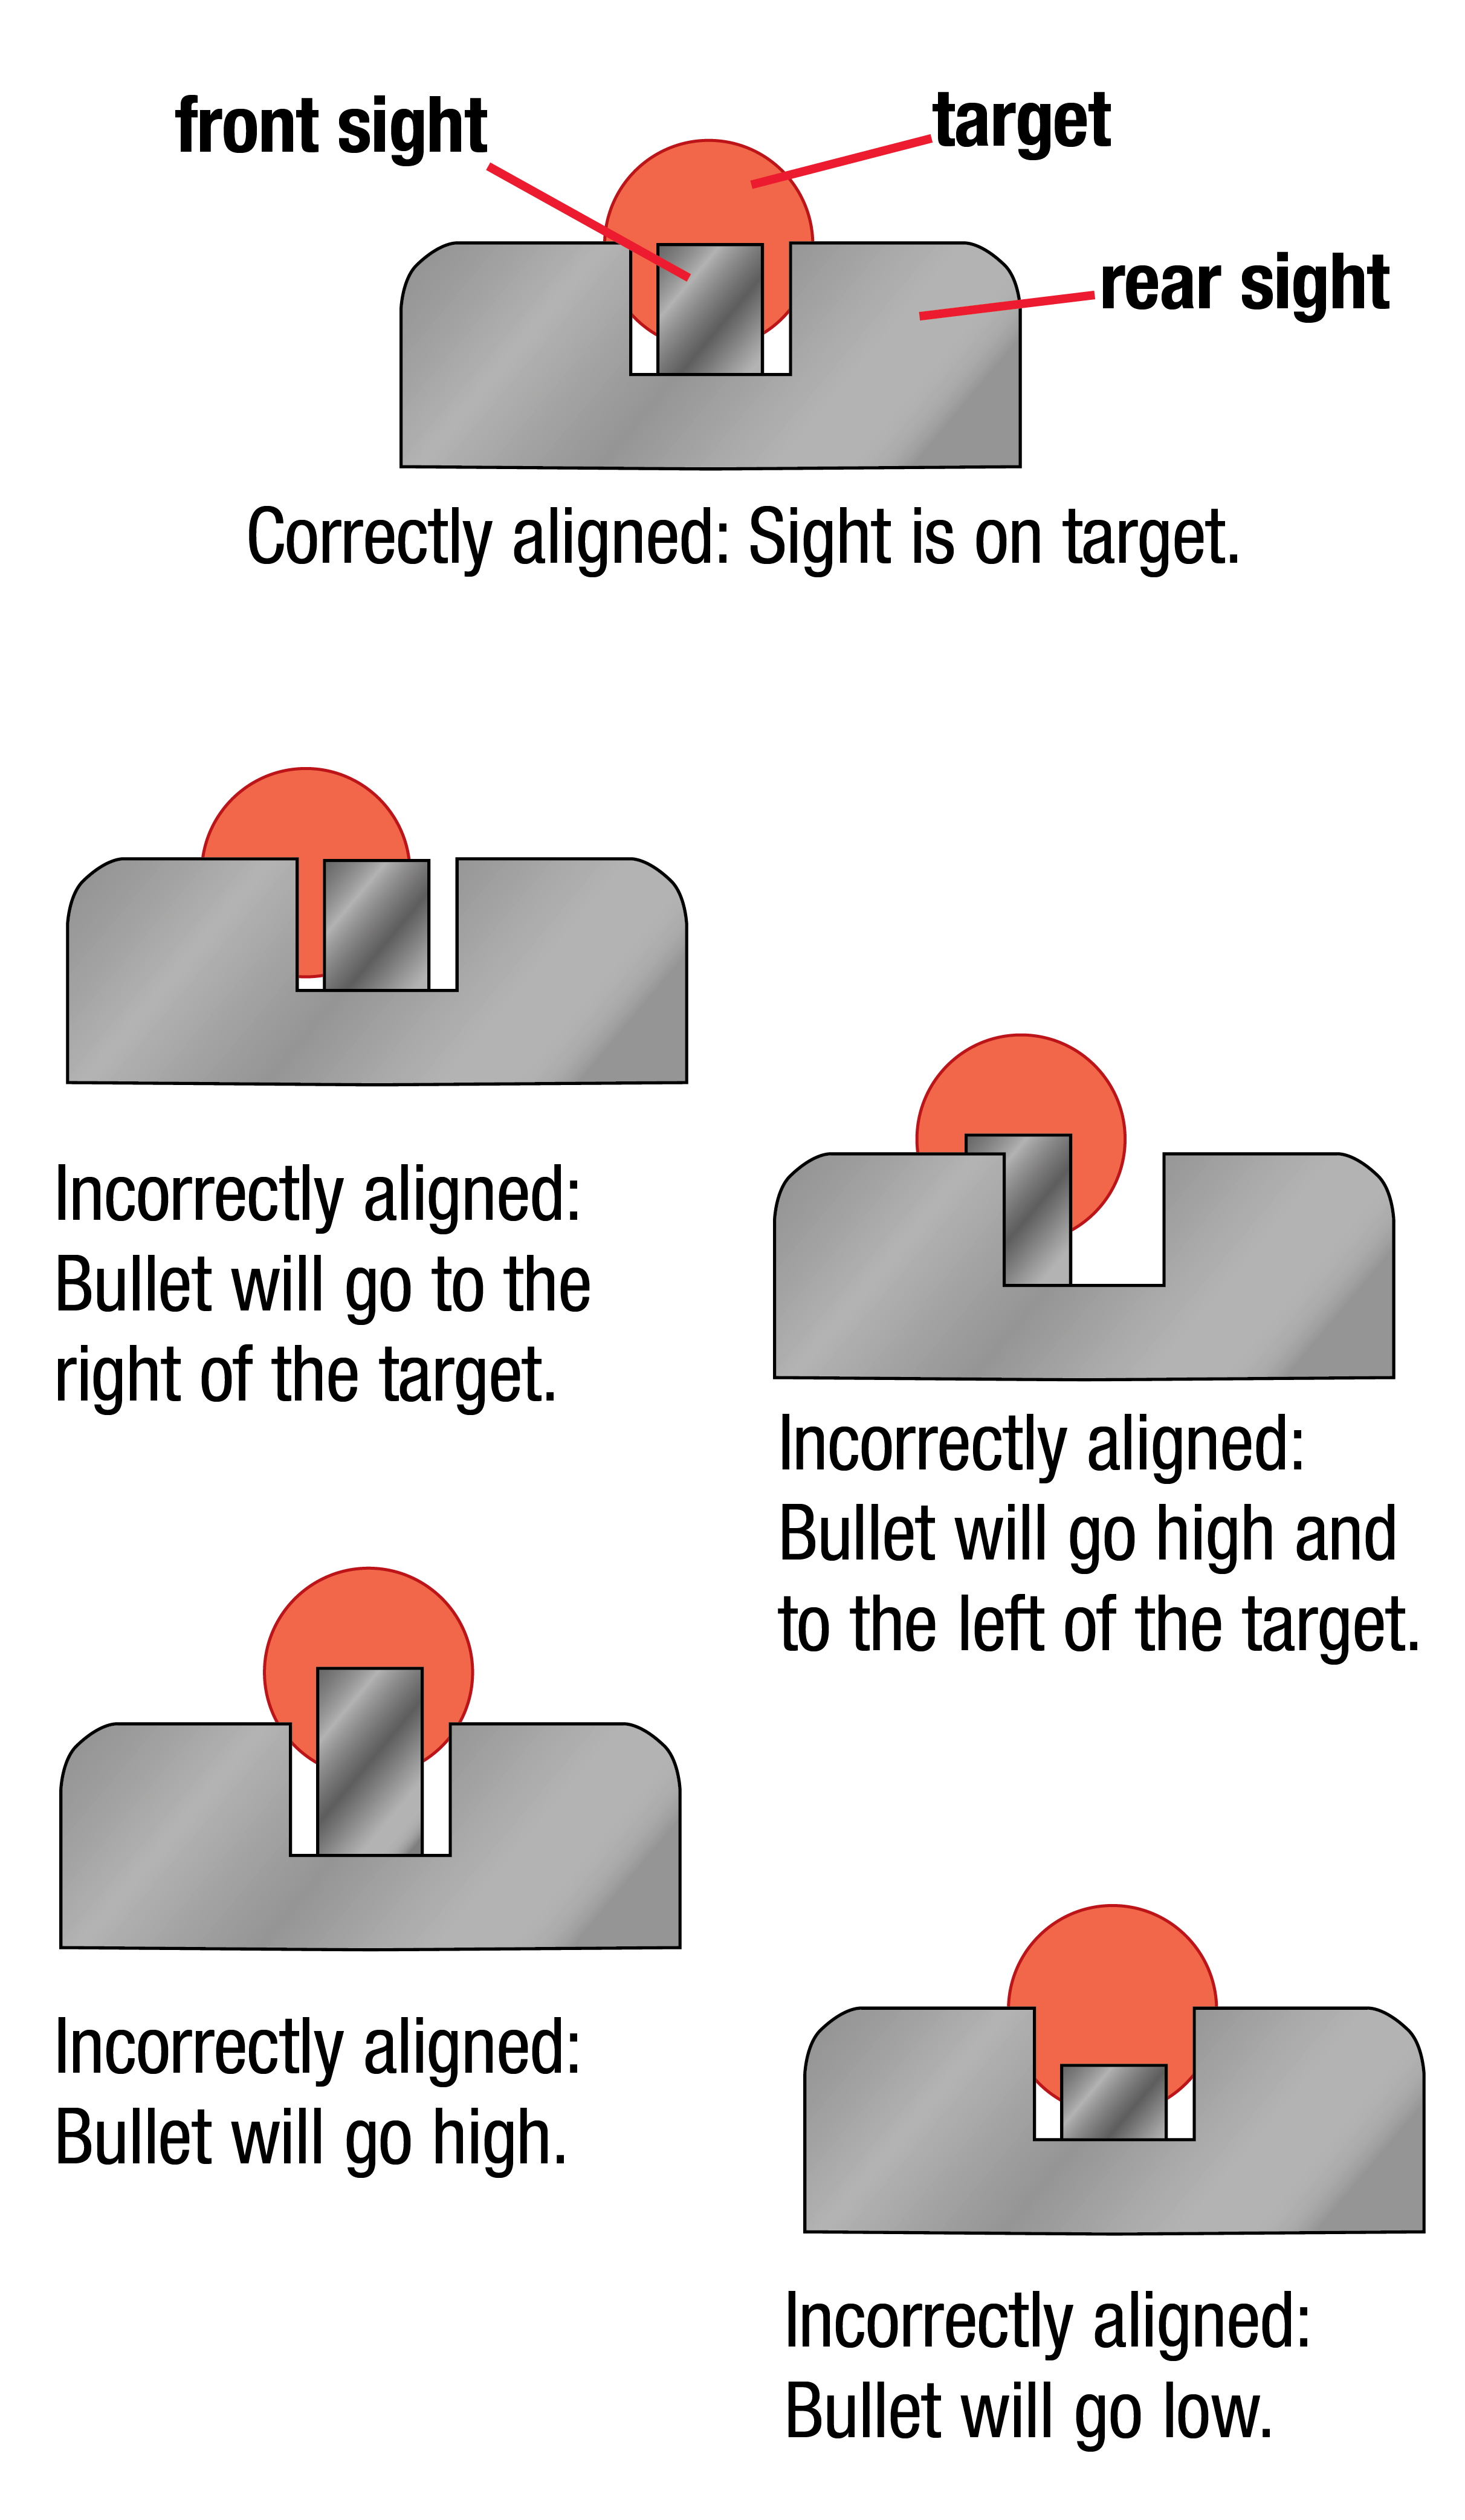 front sight
target
rear sight
Correctly aligned: Sight is on target.
Incorrectly aligned:
Bullet will go to the
right of the target.
Incorrectly aligned:
Bullet will go high and
to the left of the target.
Incorrectly aligned:
Bullet will go high.
Incorrectly aligned:
Bullet will go low.